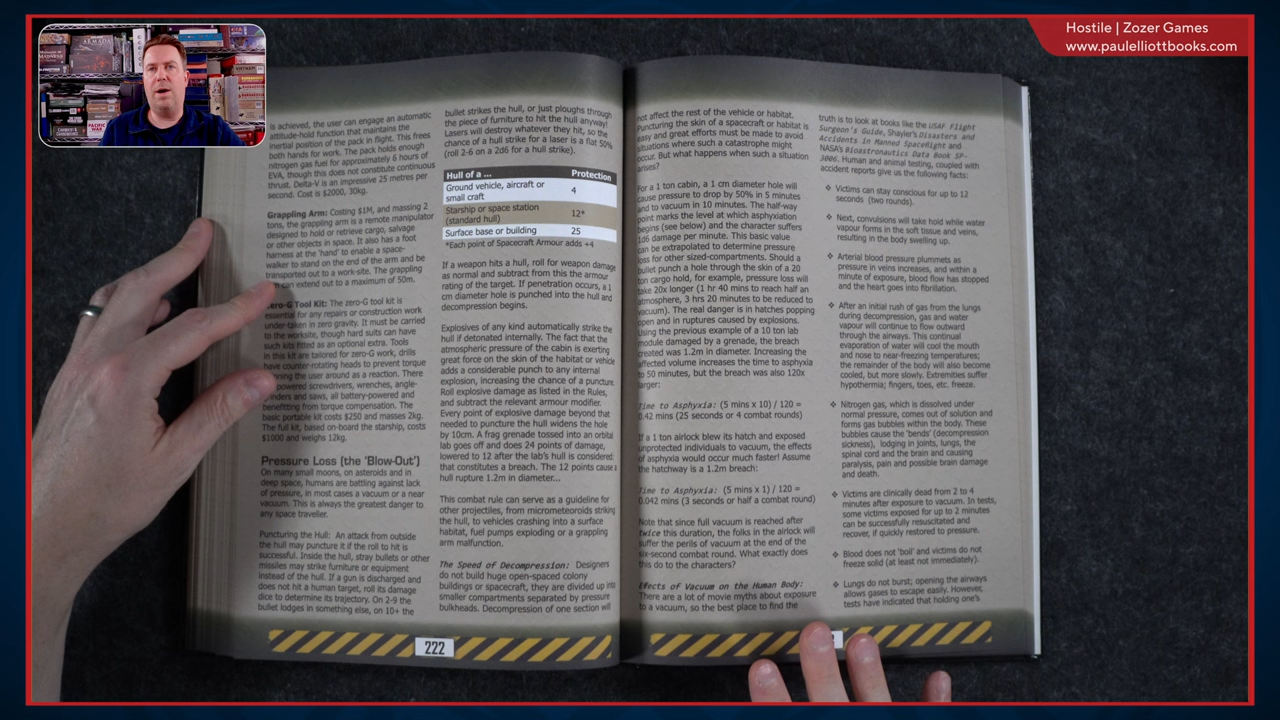 Hostile | Zozer Games
www.paulelliottbooks.com
is achieved, the user can engage an automatic
attitude-hold function that maintains the
inertial position of the pack in flight. This frees
both hands for work. The pack holds enough
nitrogen gas fuel for approximately 6 hours of
EVA, though this does not constitute continuous
thrust. Delta-V is an impressive 25 metres per
second. Cost is $2000, 30kg.
Grappling Arm: Costing $1M, and massing 2
tons, the grappling arm is a remote manipulator
designed to hold or retrieve cargo, salvage
or other objects in space. It also has a foot
harness at the 'hand' to enable a space-
walker to stand on the end of the arm and be
transported out to a work-site. The grappling
can extend out to a maximum of 50m.
Zero-G Tool Kit: The zero-G tool kit is
essential for any repairs or construction work
under-taken in zero gravity. It must be carried
to the worksite, though hard suits can have
such kits fitted as an optional extra. Tools
in this kit are tailored for zero-G work, drills
have counter-rotating heads to prevent torque
the user around as a reaction. There
powered screwdrivers, wrenches, angle-
and saws, all battery-powered and
benefitting from torque compensation. The
basic portable kit costs $250 and masses 2kg.
The full kit, based on-board the starship, costs
$1000 and weighs 12kg.
Pressure Loss (the 'Blow-Out')
On many small moons, on asteroids and in
deep space, humans are battling against lack
of pressure, in most cases a vacuum or a near
vacuum. This is always the greatest danger to
any space traveller.
Puncturing the Hull: An attack from outside
the hull may puncture it if the roll to hit is
successful. Inside the hull, stray bullets or other
missiles may strike furniture or equipment
instead of the hull. If a gun is discharged and
does not hit a human target, roll its damage
dice to determine its trajectory. On 2-9 the
bullet lodges in something else, on 10+ the
bullet strikes the hull, or just ploughs through
the piece of furniture to hit the hull anyway!
Lasers will destroy whatever they hit, so the
chance of a hull strike for a laser is a flat 50%
(roll 2-6 on a 2d6 for a hull strike).
Hull of a ... Protection
Ground vehicle, aircraft or
small craft 4
Starship or space station
(standard hull) 12*
Surface base or building 25
*Each point of Spacecraft Armour adds +4
If a weapon hits a hull, roll for weapon damage
as normal and subtract from this the armour
rating of the target. If penetration occurs, a 1
cm diameter hole is punched into the hull and
decompression begins.
Explosives of any kind automatically strike the
hull if detonated internally. The fact that the
atmospheric pressure of the cabin is exerting
great force on the skin of the habitat or vehicle
adds a considerable punch to any internal
explosion, increasing the chance of a puncture.
Roll explosive damage as listed in the Rules,
and subtract the relevant armour modifier.
Every point of explosive damage beyond that
needed to puncture the hull widens the hole
by 10cm. A frag grenade tossed into an orbital
lab goes off and does 24 points of damage,
lowered to 12 after the lab's hull is considered
that constitutes a breach. The 12 points cause a
hull rupture 1.2m in diameter...
This combat rule can serve as a guideline for
other projectiles, from micrometeoroids striking
the hull, to vehicles crashing into a surface
habitat, fuel pumps exploding or a grappling
arm malfunction.
The Speed of Decompression: Designers
do not build huge open-spaced colony
buildings or spacecraft, they are divided up into
smaller compartments separated by pressure
bulkheads. Decompression of one section will
222
not affect the rest of the vehicle or habitat.
Puncturing the skin of a spacecraft or habitat is
easy and great efforts must be made to avoid
situations where such a catastrophe might
occur. But what happens when such a situation
arises?
For a 1 ton cabin, a 1 cm diameter hole will
cause pressure to drop by 50% in 5 minutes
and to vacuum in 10 minutes. The half-way
point marks the level at which asphyxiation
begins (see below) and the character suffers
1d6 damage per minute. This basic value
can be extrapolated to determine pressure
loss for other sized-compartments. Should a
bullet punch a hole through the skin of a 20
ton cargo hold, for example, pressure loss will
take 20x longer (1 hr 40 mins to reach half an
atmosphere, 3 hrs 20 minutes to be reduced to
vacuum). The real danger is in hatches popping
open and in ruptures caused by explosions.
Using the previous example of a 10 ton lab
module damaged by a grenade, the breach
created was 1.2m in diameter. Increasing the
affected volume increases the time to asphyxia
to 50 minutes, but the breach was also 120x
larger:
Time to Asphyxia: (5 mins x 10) / 120 =
0.42 mins (25 seconds or 4 combat rounds)
If a 1 ton airlock blew its hatch and exposed
unprotected individuals to vacuum, the effects
of asphyxia would occur much faster! Assume
the hatchway is a 1.2m breach:
Time to Asphyxia: (5 mins x 1) / 120 =
0.042 mins (3 seconds or half a combat round)
Note that since full vacuum is reached after
twice this duration, the folks in the airlock will
suffer the perils of vacuum at the end of the
six-second combat round. What exactly does
this do to the characters?
Effects of Vacuum on the Human Body:
There are a lot of movie myths about exposure
to a vacuum, so the best place to find the
truth is to look at books like the USAF Flight
Surgeon's Guide, Shayler's Disasters and
Accidents in Manned Spaceflight and
NASA's Bioastronautics Data Book SP-
3006. Human and animal testing, coupled with
accident reports give us the following facts:
Victims can stay conscious for up to 12
seconds (two rounds).
Next, convulsions will take hold while water
vapour forms in the soft tissue and veins,
resulting in the body swelling up.
Arterial blood pressure plummets as
pressure in veins increases, and within a
minute of exposure, blood flow has stopped
and the heart goes into fibrillation.
After an initial rush of gas from the lungs
during decompression, gas and water
vapour will continue to flow outward
through the airways. This continual
evaporation of water will cool the mouth
and nose to near-freezing temperatures;
the remainder of the body will also become
cooled, but more slowly. Extremities suffer
hypothermia; fingers, toes, etc. freeze.
Nitrogen gas, which is dissolved under
normal pressure, comes out of solution and
forms gas bubbles within the body. These
bubbles cause the 'bends' (decompression
sickness), lodging in joints, lungs, the
spinal cord and the brain and causing
paralysis, pain and possible brain damage
and death.
Victims are clinically dead from 2 to 4
minutes after exposure to vacuum. In tests,
some victims exposed for up to 2 minutes
can be successfully resuscitated and
recover, if quickly restored to pressure.
Blood does not 'boil' and victims do not
freeze solid (at least not immediately).
Lungs do not burst; opening the airways
allows gases to escape easily. However,
tests have indicated that holding one's